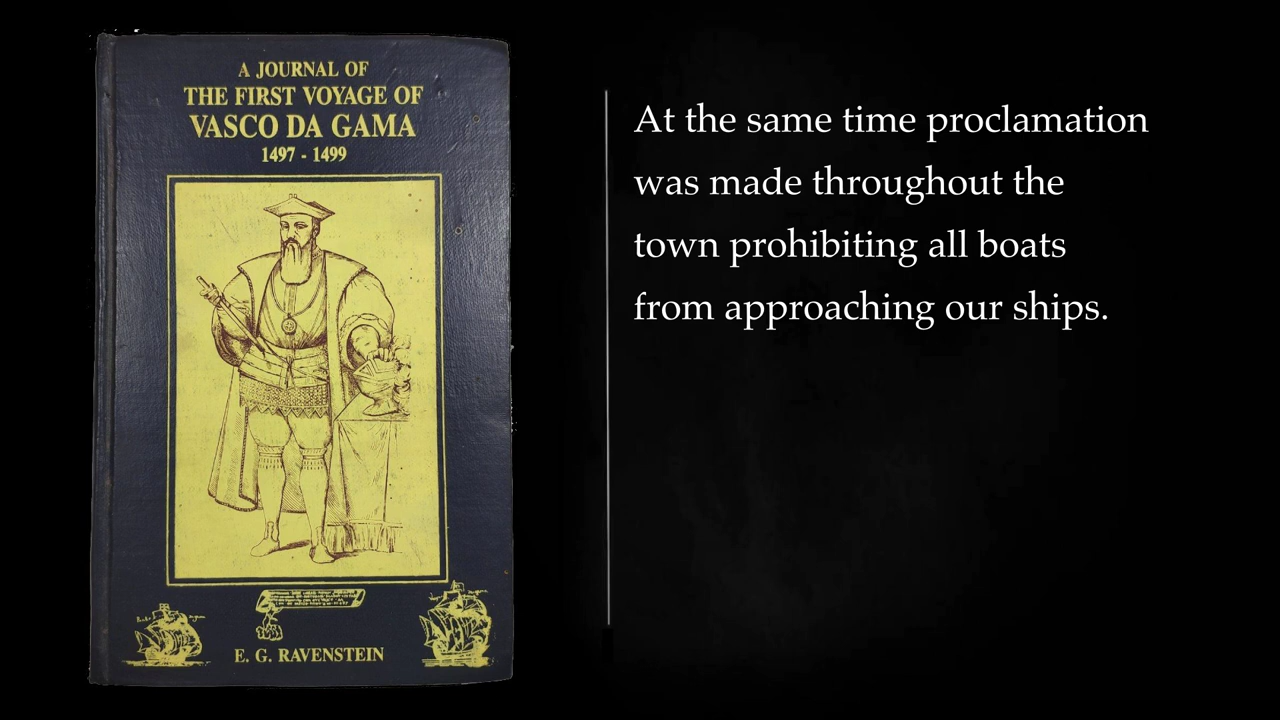 A JOURNAL OF
THE FIRST VOYAGE OF
VASCO DA GAMA
1497 - 1499
E. G. RAVENSTEIN
At the same time proclamation
was made throughout the
town prohibiting all boats
from approaching our ships.